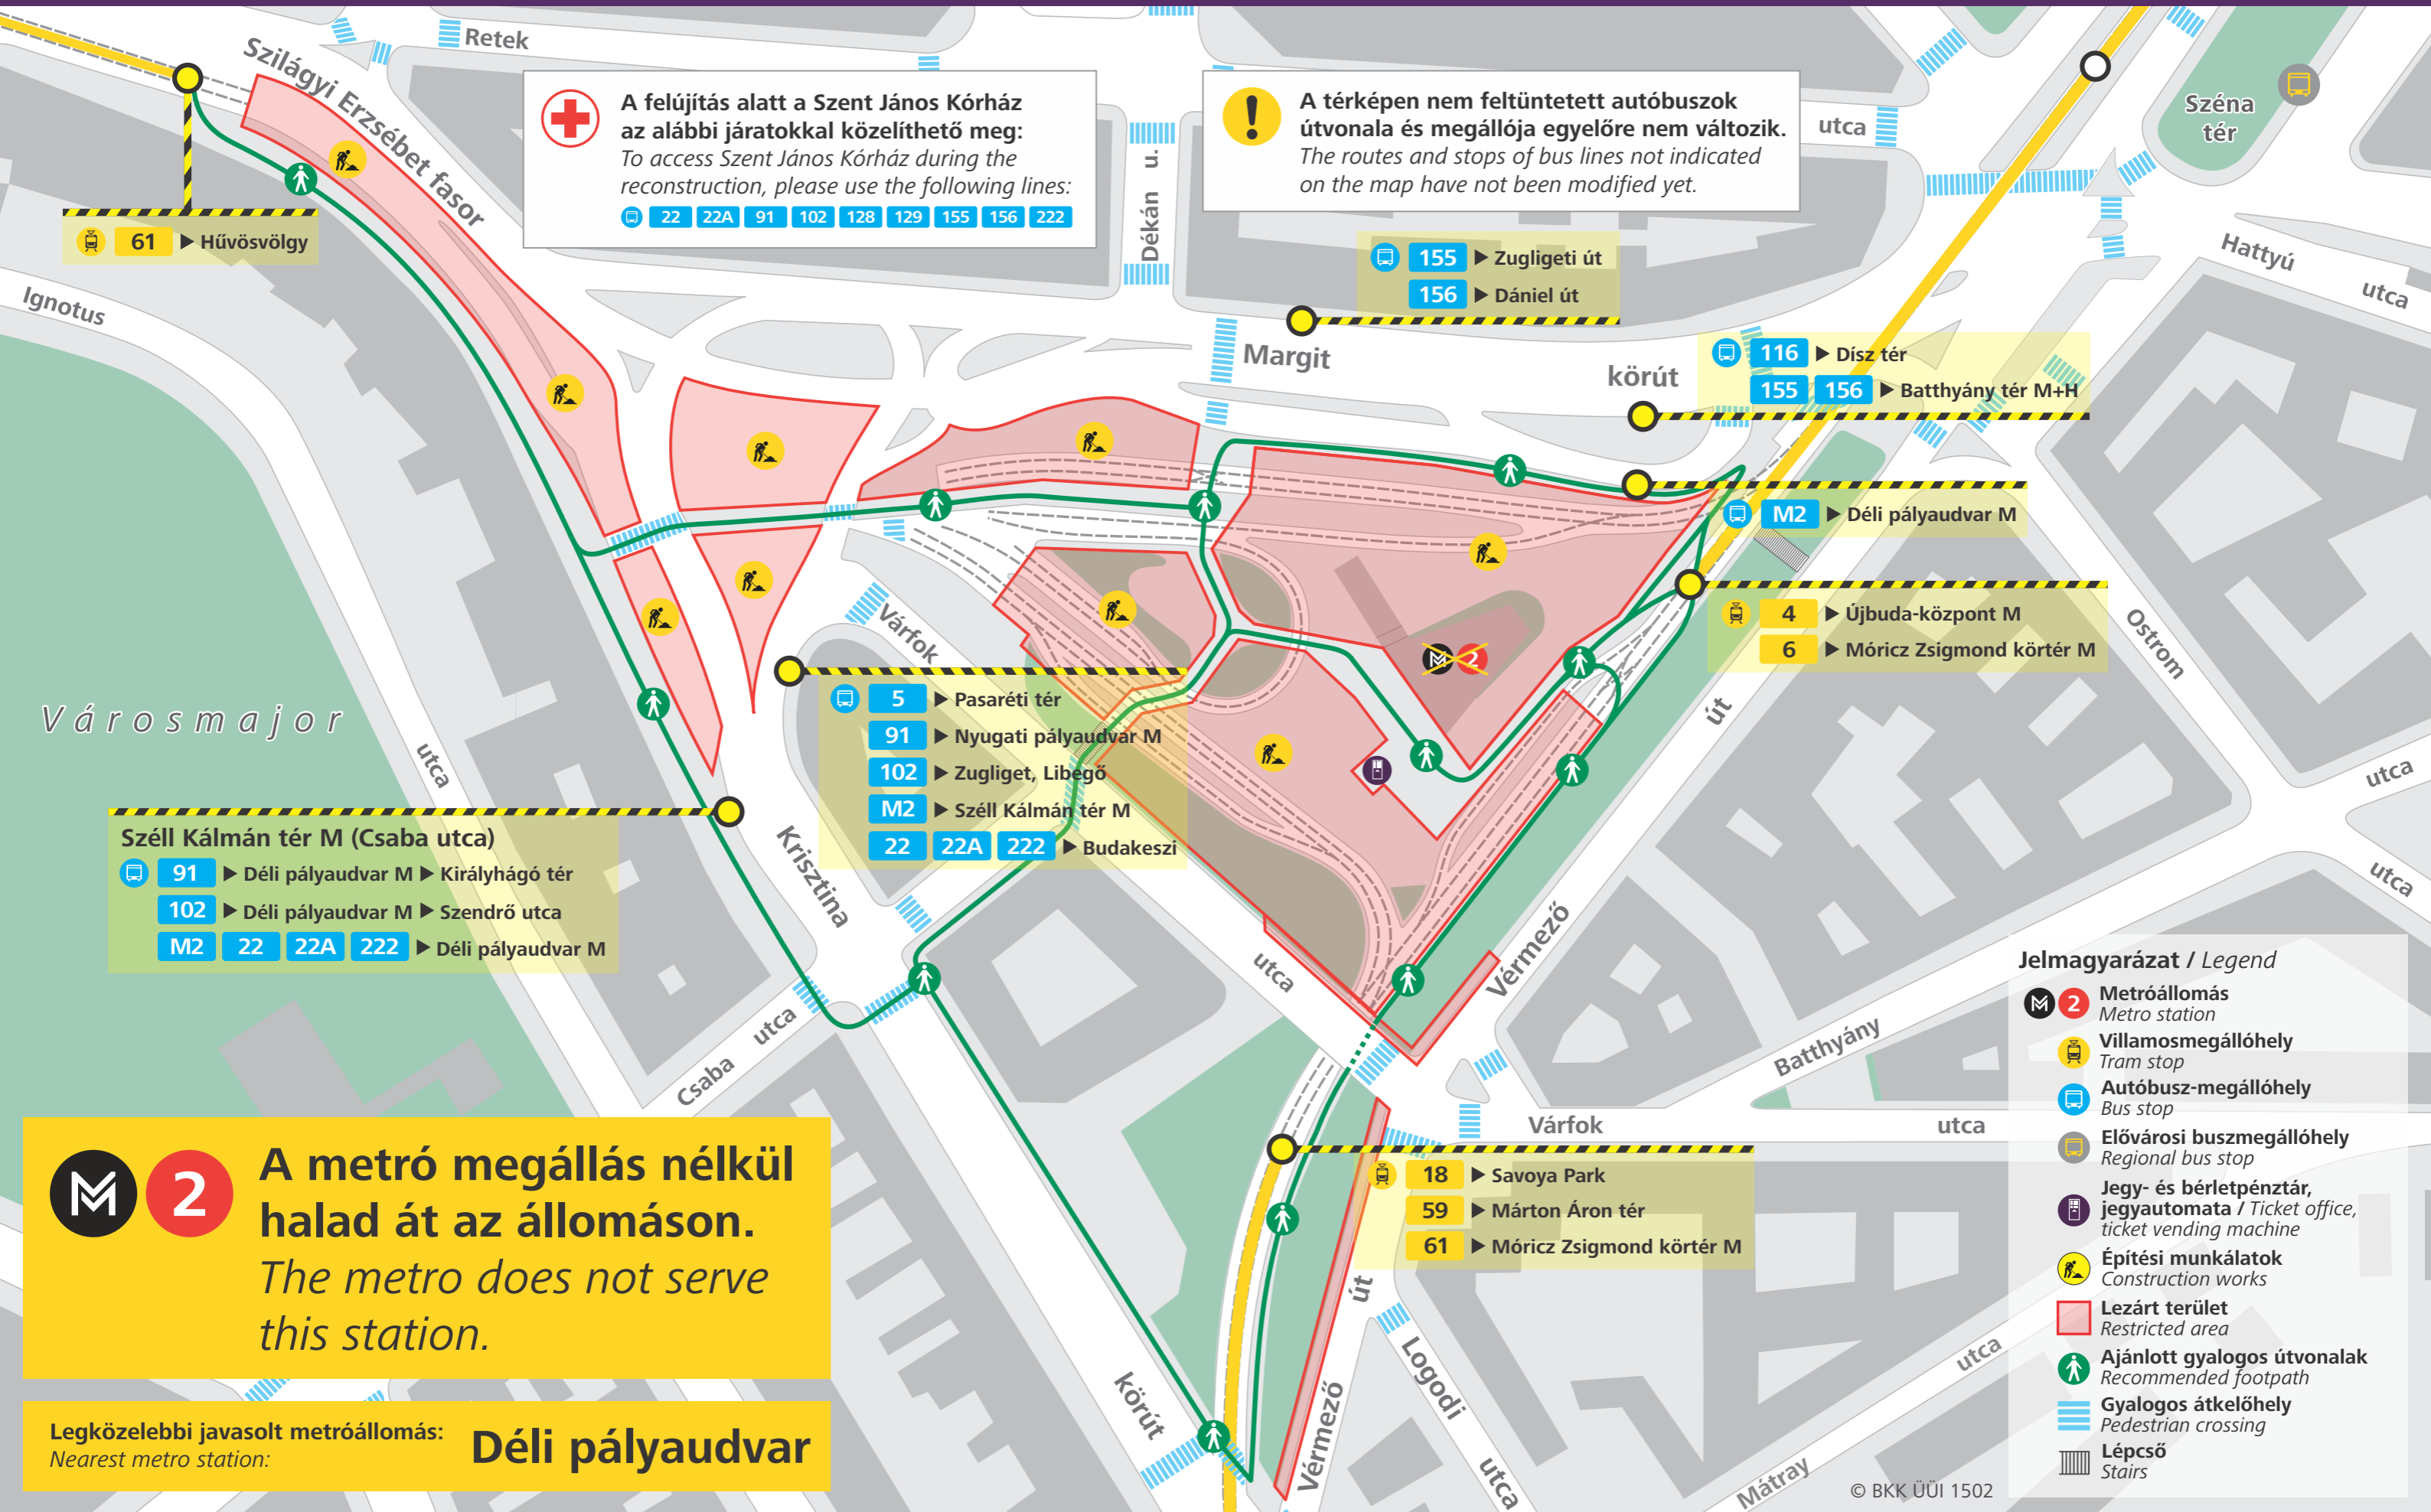 Retek
Szilágyi Erzsébet fasor
A felújítás alatt a Szent János Kórház
az alábbi járatokkal közelíthető meg:
To access Szent János Kórház during the
reconstruction, please use the following lines:
22 22A 91 102 128 129 155 156 222
Dékán u.
!
A térképen nem feltüntetett autóbuszok
útvonala és megállója egyelőre nem változik.
The routes and stops of bus lines not indicated
on the map have not been modified yet.
utca
Széna
tér
61 ▶ Hűvösvölgy
Ignotus
utca
155 ▶ Zugligeti út
156 ▶ Dániel út
Hattyú
utca
Margit
körút
116 ▶ Dísz tér
155 156 ▶ Batthyány tér M+H
M2 ▶ Déli pályaudvar M
4 ▶ Újbuda-központ M
6 ▶ Móricz Zsigmond körtér M
Ostrom
utca
Várfok
utca
M 2
Városmajor
5 ▶ Pasaréti tér
91 ▶ Nyugati pályaudvar M
102 ▶ Zugliget, Libegő
M2 ▶ Széll Kálmán tér M
22 22A 222 ▶ Budakeszi
Széll Kálmán tér M (Csaba utca)
91 ▶ Déli pályaudvar M ▶ Királyhágó tér
102 ▶ Déli pályaudvar M ▶ Szendrő utca
M2 22 22A 222 ▶ Déli pályaudvar M
Krisztina
körút
Vérmező
út
utca
Csaba utca
Batthyány
utca
Várfok
utca
18 ▶ Savoya Park
59 ▶ Márton Áron tér
61 ▶ Móricz Zsigmond körtér M
Vérmező
út
Logodi
utca
Mátray
utca
M 2
A metró megállás nélkül
halad át az állomáson.
The metro does not serve
this station.
Legközelebbi javasolt metróállomás:
Nearest metro station:
Déli pályaudvar
Jelmagyarázat / Legend
M 2
Metróállomás
Metro station
Villamosmegállóhely
Tram stop
Autóbusz-megállóhely
Bus stop
Elővárosi buszmegállóhely
Regional bus stop
Jegy- és bérletpénztár,
jegyautomata / Ticket office,
ticket vending machine
Építési munkálatok
Construction works
Lezárt terület
Restricted area
Ajánlott gyalogos útvonalak
Recommended footpath
Gyalogos átkelőhely
Pedestrian crossing
Lépcső
Stairs
© BKK ÜÜI 1502